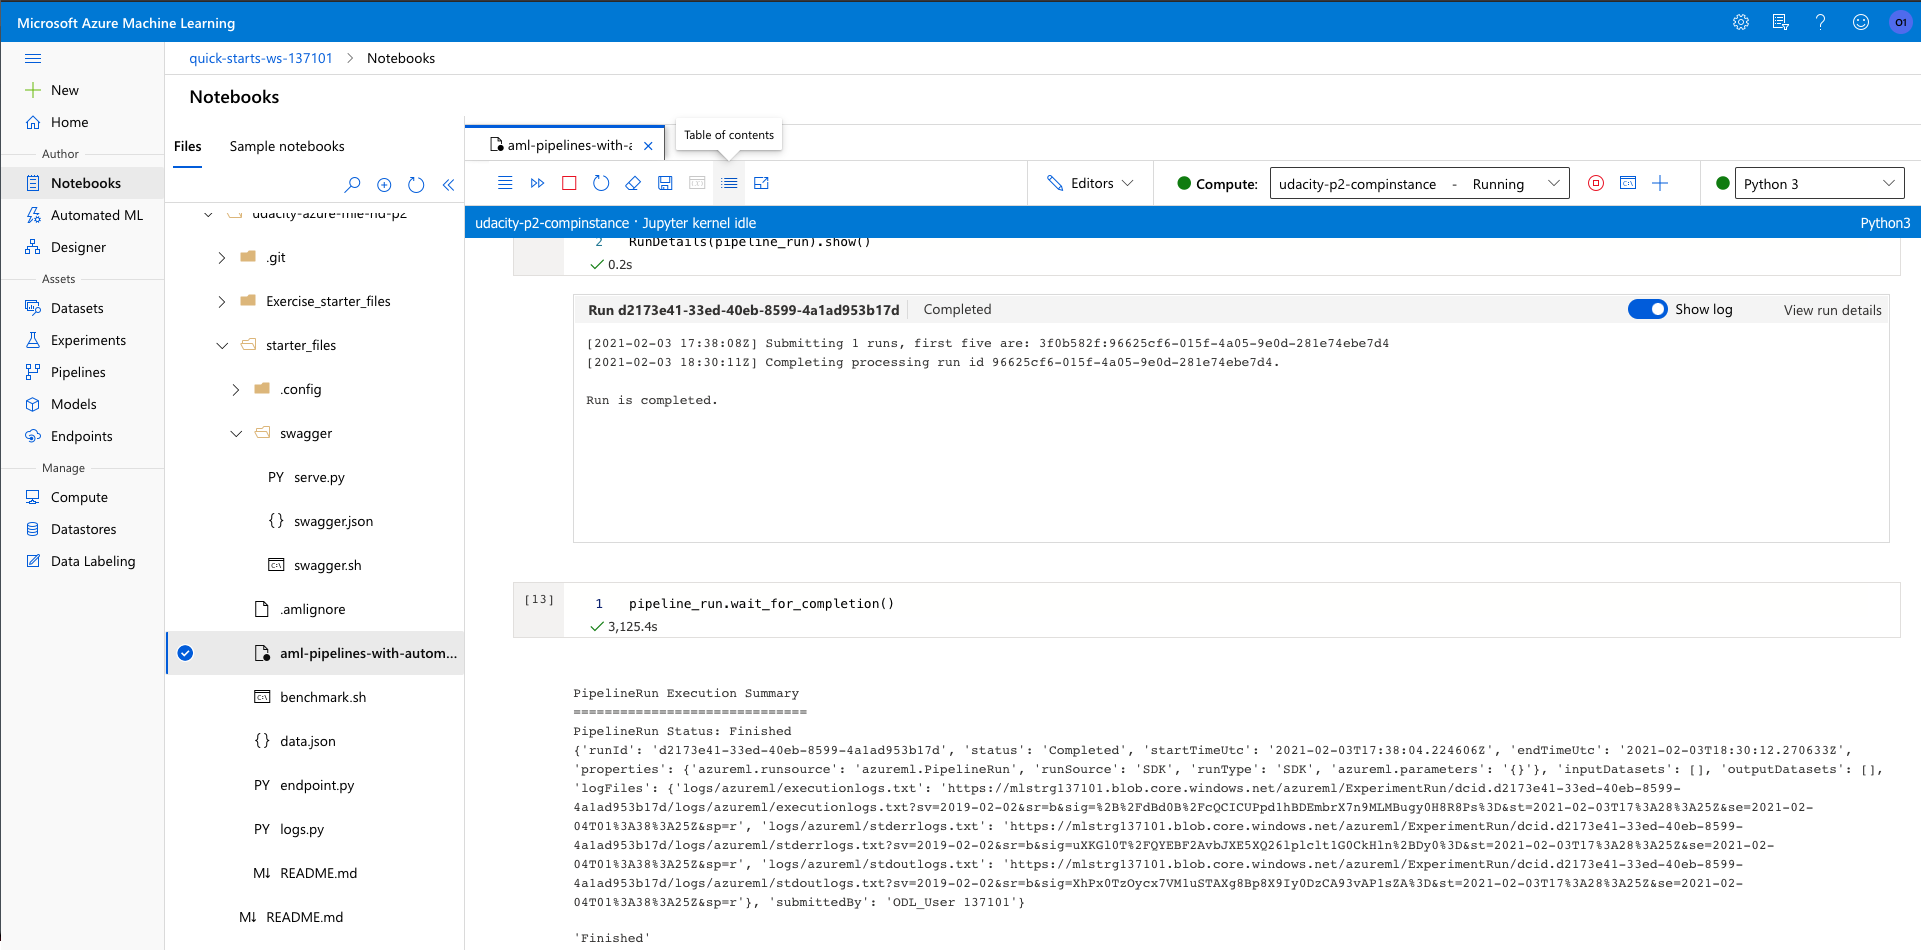 Microsoft Azure Machine Learning
O1
quick-starts-ws-137101 > Notebooks
Notebooks
New
Home
Author
Notebooks
Automated ML
Designer
Assets
Datasets
Experiments
Pipelines
Models
Endpoints
Manage
Compute
Datastores
Data Labeling
Files
Sample notebooks
udacity-azure-mle-nd-p2
.git
Exercise_starter_files
starter_files
.config
swagger
PY serve.py
{} swagger.json
swagger.sh
.amlignore
aml-pipelines-with-autom...
benchmark.sh
{} data.json
PY endpoint.py
PY logs.py
M↓ README.md
M↓ README.md
aml-pipelines-with-a
Table of contents
Editors
Compute: udacity-p2-compinstance - Running
Python 3
udacity-p2-compinstance · Jupyter kernel idle
Python3
2 RunDetails(pipeline_run).show()
0.2s
Run d2173e41-33ed-40eb-8599-4a1ad953b17d Completed
Show log
View run details
[2021-02-03 17:38:08Z] Submitting 1 runs, first five are: 3f0b582f:96625cf6-015f-4a05-9e0d-281e74ebe7d4
[2021-02-03 18:30:11Z] Completing processing run id 96625cf6-015f-4a05-9e0d-281e74ebe7d4.
Run is completed.
[13]
1 pipeline_run.wait_for_completion()
3,125.4s
PipelineRun Execution Summary
==============================
PipelineRun Status: Finished
{'runId': 'd2173e41-33ed-40eb-8599-4a1ad953b17d', 'status': 'Completed', 'startTimeUtc': '2021-02-03T17:38:04.224606Z', 'endTimeUtc': '2021-02-03T18:30:12.270633Z',
'properties': {'azureml.runsource': 'azureml.PipelineRun', 'runSource': 'SDK', 'runType': 'SDK', 'azureml.parameters': '{}'}, 'inputDatasets': [], 'outputDatasets': [],
'logFiles': {'logs/azureml/executionlogs.txt': 'https://mlstrg137101.blob.core.windows.net/azureml/ExperimentRun/dcid.d2173e41-33ed-40eb-8599-
4a1ad953b17d/logs/azureml/executionlogs.txt?sv=2019-02-02&sr=b&sig=%2B%2FdBd0B%2FcQCICUPpd1hBDEmbrX7n9MLMBugy0H8R8Ps%3D&st=2021-02-03T17%3A28%3A25Z&se=2021-02-
04T01%3A38%3A25Z&sp=r', 'logs/azureml/stderrlogs.txt': 'https://mlstrg137101.blob.core.windows.net/azureml/ExperimentRun/dcid.d2173e41-33ed-40eb-8599-
4a1ad953b17d/logs/azureml/stderrlogs.txt?sv=2019-02-02&sr=b&sig=uXKGl0T%2FQYEBF2AvbJXE5XQ26lplclt1G0CkHln%2BDy0%3D&st=2021-02-03T17%3A28%3A25Z&se=2021-02-
04T01%3A38%3A25Z&sp=r', 'logs/azureml/stdoutlogs.txt': 'https://mlstrg137101.blob.core.windows.net/azureml/ExperimentRun/dcid.d2173e41-33ed-40eb-8599-
4a1ad953b17d/logs/azureml/stdoutlogs.txt?sv=2019-02-02&sr=b&sig=XhPx0TzOycx7VM1uSTAXg8Bp8X9Iy0DzCA93vAP1sZA%3D&st=2021-02-03T17%3A28%3A25Z&se=2021-02-
04T01%3A38%3A25Z&sp=r'}, 'submittedBy': 'ODL_User 137101'}
'Finished'